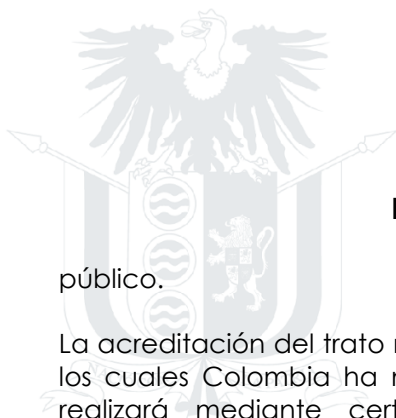 público.
La acreditación del trato
los cuales Colombia ha
realizará mediante